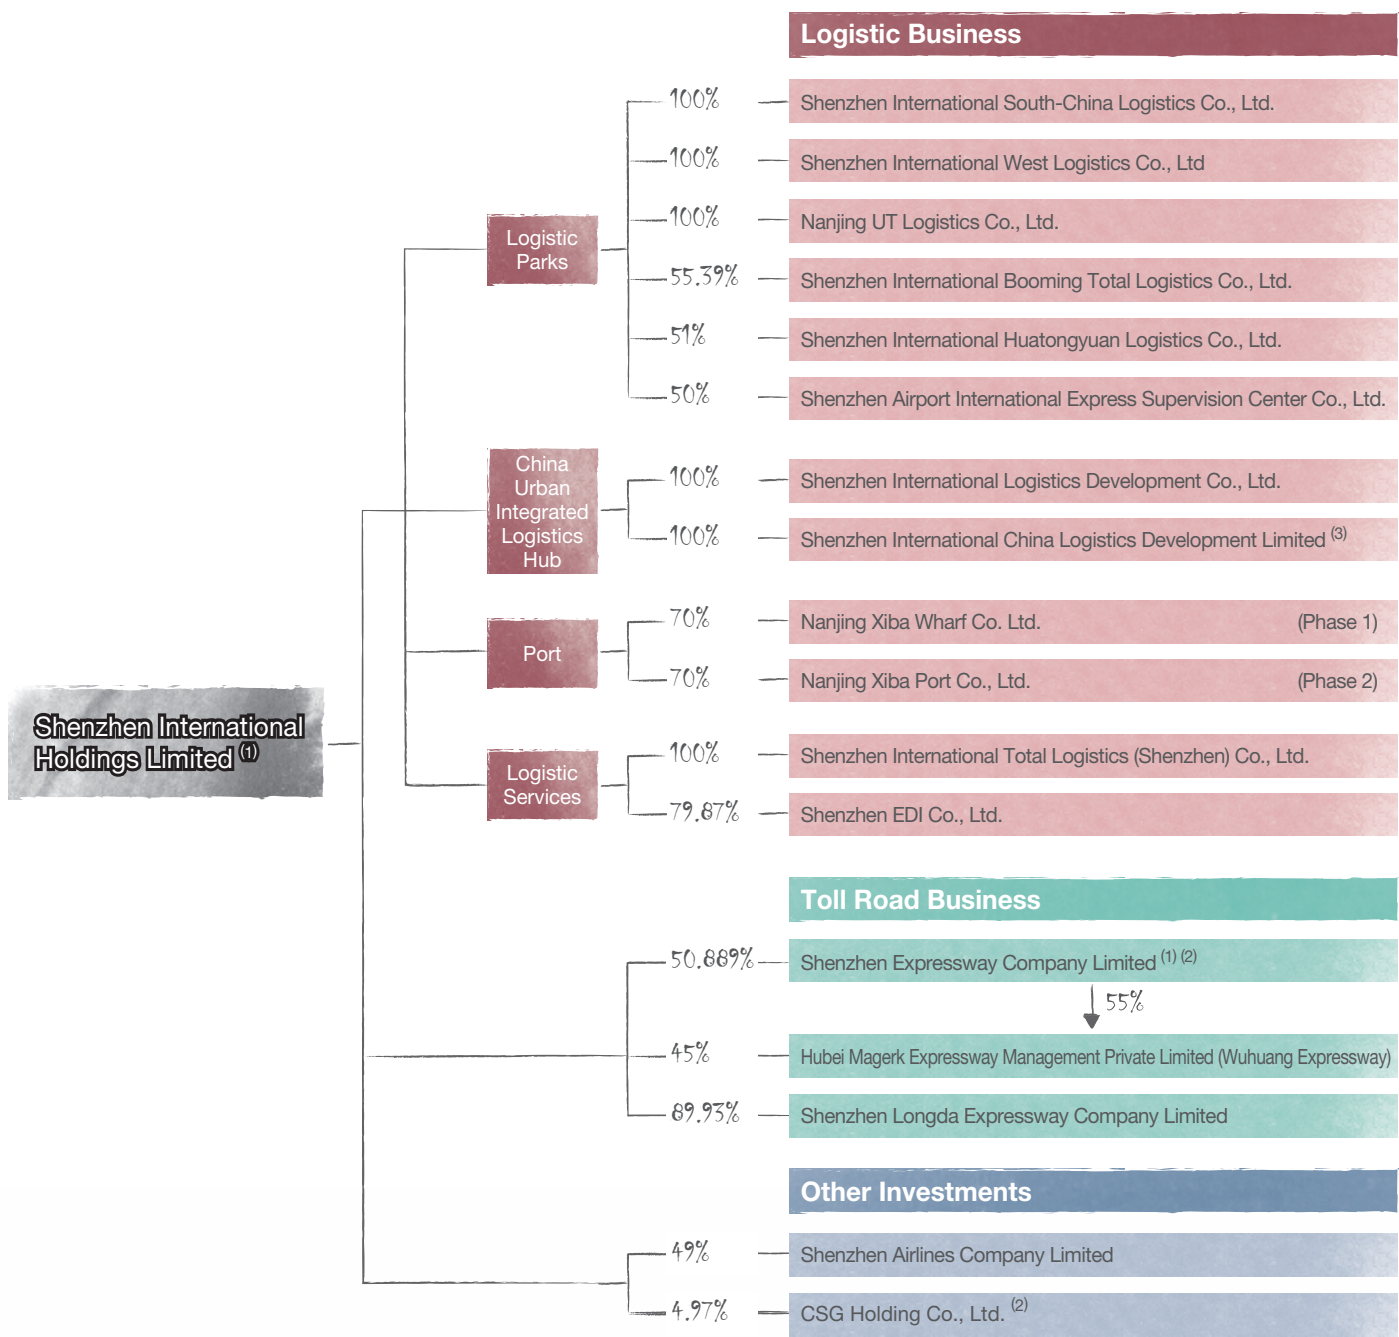 Logistic Business
100% Shenzhen International South-China Logistics Co., Ltd.
100% Shenzhen International West Logistics Co., Ltd
100% Nanjing UT Logistics Co., Ltd.
Logistic
Parks
55.39% Shenzhen International Booming Total Logistics Co., Ltd.
51% Shenzhen International Huatongyuan Logistics Co., Ltd.
50% Shenzhen Airport International Express Supervision Center Co., Ltd.
China
Urban
Integrated
Logistics
Hub
100% Shenzhen International Logistics Development Co., Ltd.
100% Shenzhen International China Logistics Development Limited (3)
Port
70% Nanjing Xiba Wharf Co. Ltd. (Phase 1)
70% Nanjing Xiba Port Co., Ltd. (Phase 2)
Shenzhen International
Holdings Limited (1)
Logistic
Services
100% Shenzhen International Total Logistics (Shenzhen) Co., Ltd.
79.87% Shenzhen EDI Co., Ltd.
Toll Road Business
50.889% Shenzhen Expressway Company Limited (1) (2)
55%
45% Hubei Magerk Expressway Management Private Limited (Wuhuang Expressway)
89.93% Shenzhen Longda Expressway Company Limited
Other Investments
49% Shenzhen Airlines Company Limited
4.97% CSG Holding Co., Ltd. (2)